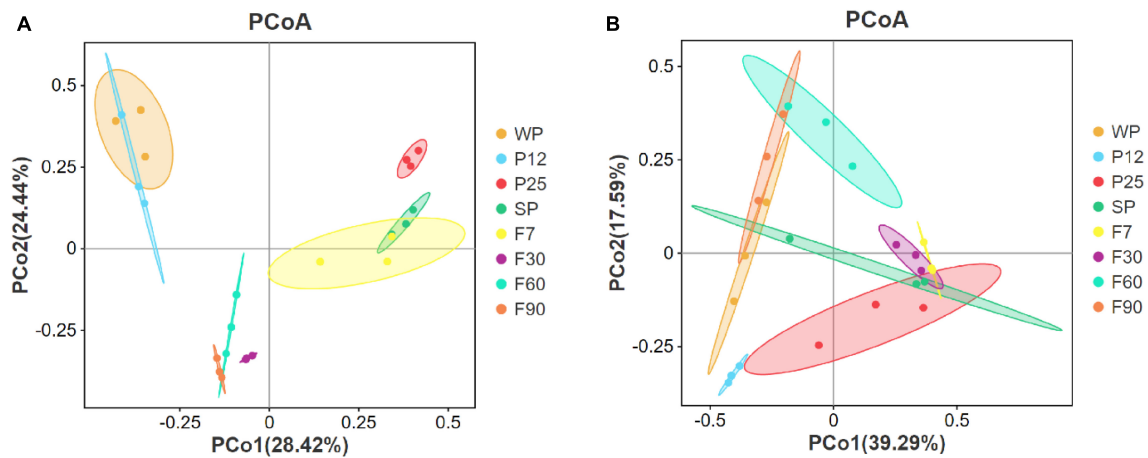 A
PCoA
PCo2(24.44%)
0.5
0.25
0
-0.25
-0.25
0
0.25
0.5
PCo1(28.42%)
WP
P12
P25
SP
F7
F30
F60
F90
B
PCoA
PCo2(17.59%)
0.5
0.25
0
-0.25
-0.5
0
0.5
PCo1(39.29%)
WP
P12
P25
SP
F7
F30
F60
F90